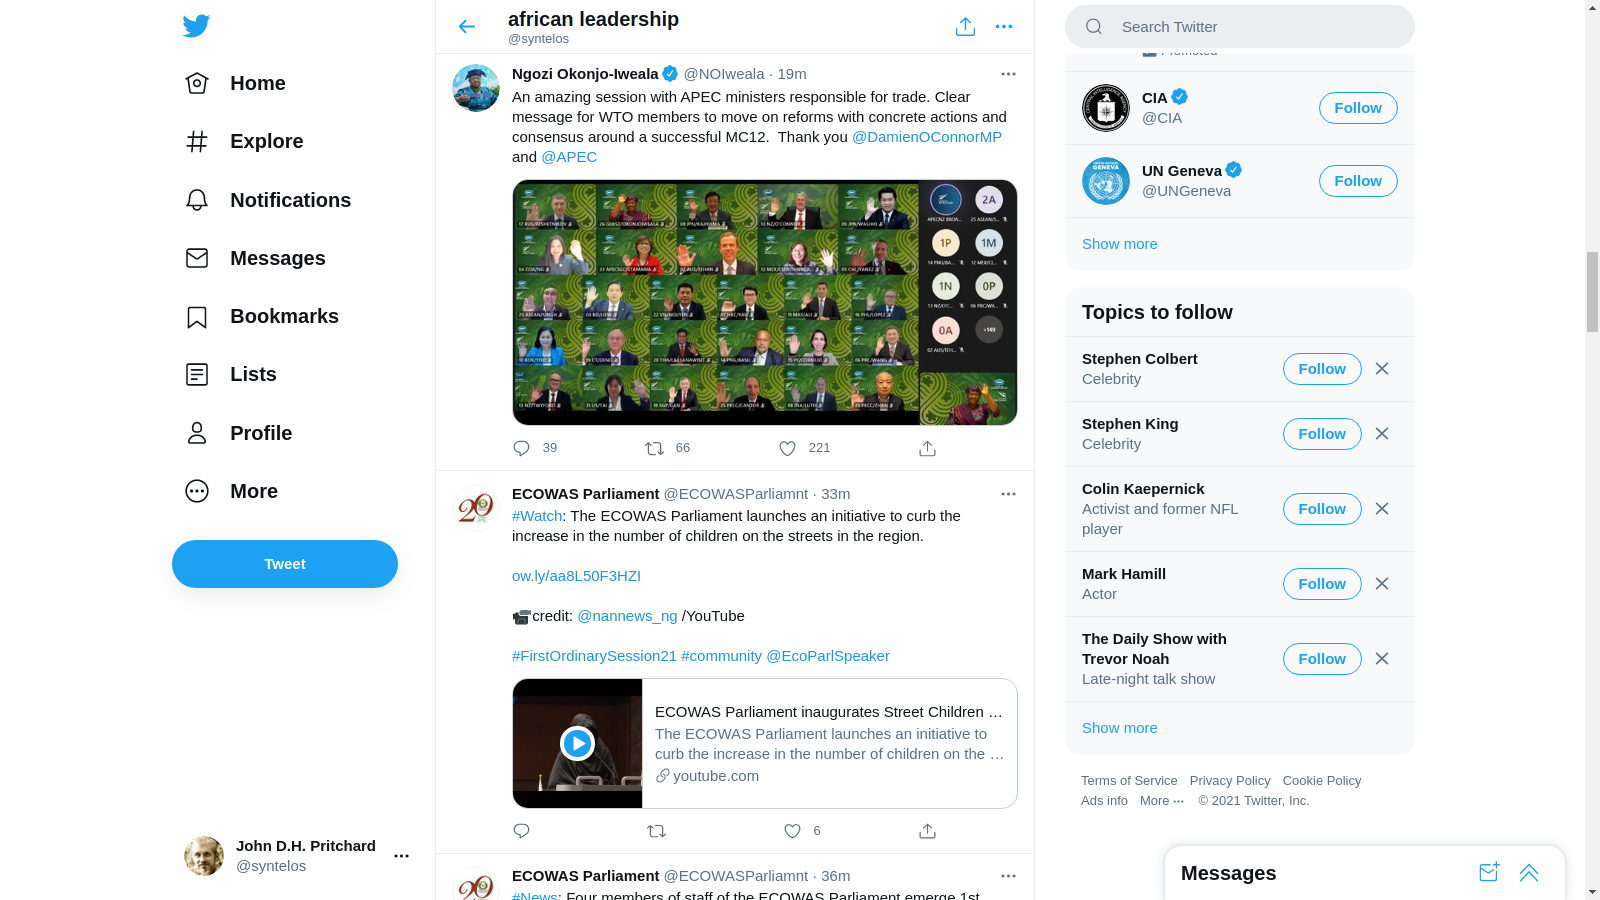 Home
Explore
Notifications
Messages
Bookmarks
Lists
Profile
More
Tweet
John D.H. Pritchard
@syntelos
african leadership
@syntelos
Ngozi Okonjo-Iweala @NOIweala · 19m
An amazing session with APEC ministers responsible for trade. Clear
message for WTO members to move on reforms with concrete actions and
consensus around a successful MC12.  Thank you @DamienOConnorMP
and @APEC
2A
1P
1M
1N
0P
0A
+149
39
66
221
ECOWAS Parliament @ECOWASParliamnt · 33m
#Watch: The ECOWAS Parliament launches an initiative to curb the
increase in the number of children on the streets in the region.
ow.ly/aa8L50F3HZI
credit: @nannews_ng /YouTube
#FirstOrdinarySession21 #community @EcoParlSpeaker
ECOWAS Parliament inaugurates Street Children …
The ECOWAS Parliament launches an initiative to
curb the increase in the number of children on the …
youtube.com
6
ECOWAS Parliament @ECOWASParliamnt · 36m
#News: Four members of staff of the ECOWAS Parliament emerge 1st
Search Twitter
Promoted
CIA
@CIA
Follow
UN Geneva
@UNGeneva
Follow
Show more
Topics to follow
Stephen Colbert
Celebrity
Follow
Stephen King
Celebrity
Follow
Colin Kaepernick
Activist and former NFL
player
Follow
Mark Hamill
Actor
Follow
The Daily Show with
Trevor Noah
Late-night talk show
Follow
Show more
Terms of Service Privacy Policy Cookie Policy
Ads info More ··· © 2021 Twitter, Inc.
Messages